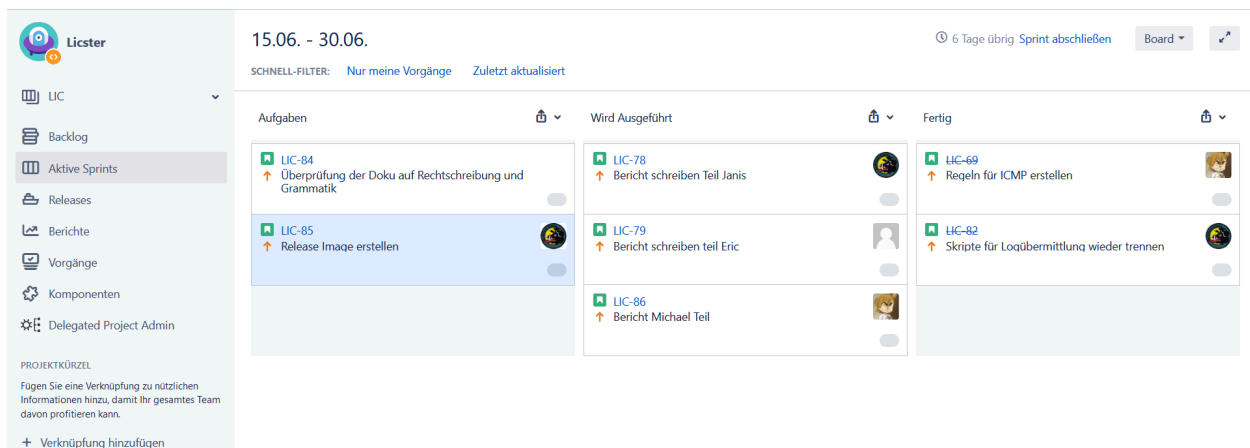 Licster
LIC
Backlog
Aktive Sprints
Releases
Berichte
Vorgänge
Komponenten
Delegated Project Admin
PROJEKTKÜRZEL
Fügen Sie eine Verknüpfung zu nützlichen
Informationen hinzu, damit Ihr gesamtes Team
davon profitieren kann.
+ Verknüpfung hinzufügen
15.06. - 30.06.
6 Tage übrig Sprint abschließen
Board
SCHNELL-FILTER: Nur meine Vorgänge Zuletzt aktualisiert
Aufgaben
LIC-84
Überprüfung der Doku auf Rechtschreibung und
Grammatik
LIC-85
Release Image erstellen
Wird Ausgeführt
LIC-78
Bericht schreiben Teil Janis
LIC-79
Bericht schreiben teil Eric
LIC-86
Bericht Michael Teil
Fertig
LIC-69
Regeln für ICMP erstellen
LIC-82
Skripte für Logübermittlung wieder trennen